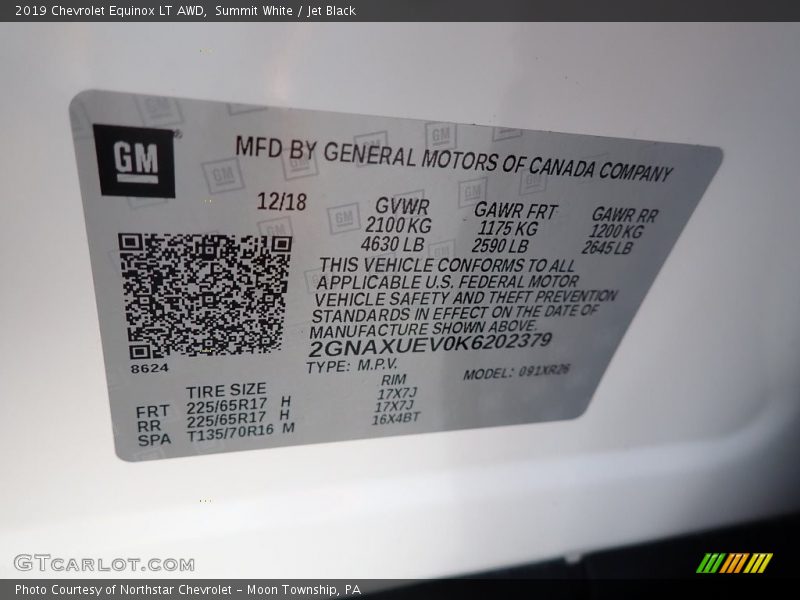 2019 Chevrolet Equinox LT AWD,  Summit White / Jet Black
GM ®
MFD BY GENERAL MOTORS OF CANADA COMPANY
12/18
GVWR
2100 KG
4630 LB
GAWR FRT
1175 KG
2590 LB
GAWR RR
1200 KG
2645 LB
THIS VEHICLE CONFORMS TO ALL
APPLICABLE U.S. FEDERAL MOTOR
VEHICLE SAFETY AND THEFT PREVENTION
STANDARDS IN EFFECT ON THE DATE OF
MANUFACTURE SHOWN ABOVE.
2GNAXUEV0K6202379
8624
TYPE: M.P.V.
MODEL: 091XR26
TIRE SIZE
RIM
FRT 225/65R17 H 17X7J
RR 225/65R17 H 17X7J
SPA T135/70R16 M 16X4BT
GTCARLOT.COM
Photo Courtesy of Northstar Chevrolet – Moon Township, PA